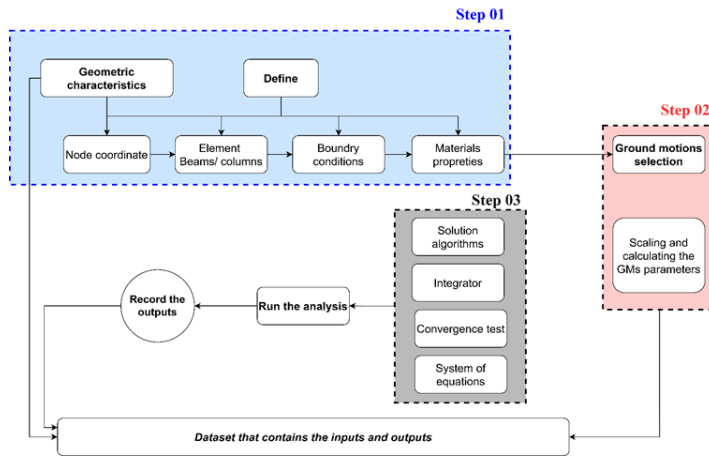 Step 01
Geometric
characteristics
Define
Node coordinate
Element
Beams/ columns
Boundry
conditions
Materials
propreties
Step 02
Ground motions
selection
Scaling and
calculating the
GMs parameters
Step 03
Solution
algorithms
Integrator
Convergence test
System of
equations
Run the analysis
Record the
outputs
Dataset that contains the inputs and outputs